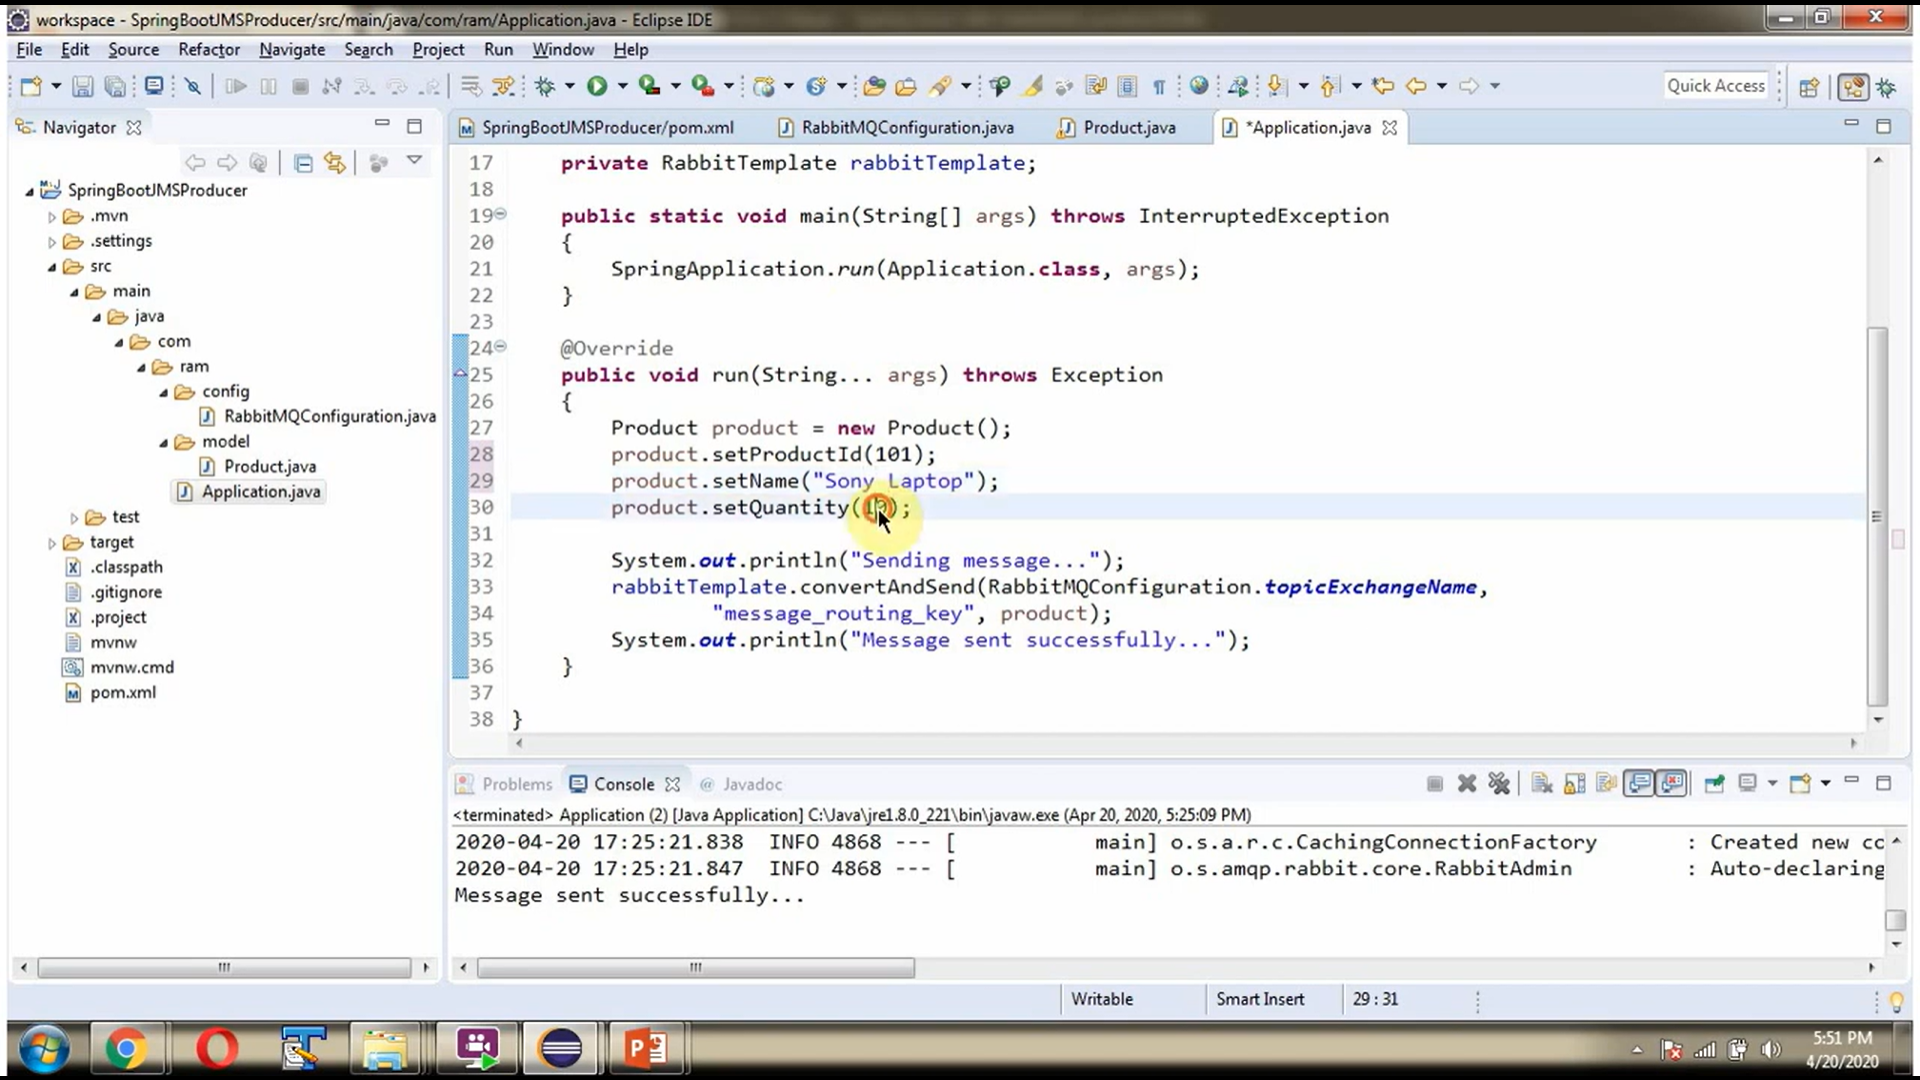 workspace - SpringBootJMSProducer/src/main/java/com/ram/Application.java - Eclipse IDE
File Edit Source Refactor Navigate Search Project Run Window Help
Quick Access
Navigator
SpringBootJMSProducer/pom.xml RabbitMQConfiguration.java Product.java *Application.java
SpringBootJMSProducer
.mvn
.settings
src
main
java
com
ram
config
RabbitMQConfiguration.java
model
Product.java
Application.java
test
target
.classpath
.gitignore
.project
mvnw
mvnw.cmd
pom.xml
17 private RabbitTemplate rabbitTemplate;
18
19 public static void main(String[] args) throws InterruptedException
20 {
21 SpringApplication.run(Application.class, args);
22 }
23
24 @Override
25 public void run(String... args) throws Exception
26 {
27 Product product = new Product();
28 product.setProductId(101);
29 product.setName("Sony Laptop");
30 product.setQuantity(10);
31
32 System.out.println("Sending message...");
33 rabbitTemplate.convertAndSend(RabbitMQConfiguration.topicExchangeName,
34 "message_routing_key", product);
35 System.out.println("Message sent successfully...");
36 }
37
38 }
Problems Console @ Javadoc
<terminated> Application (2) [Java Application] C:\Java\jre1.8.0_221\bin\javaw.exe (Apr 20, 2020, 5:25:09 PM)
2020-04-20 17:25:21.838 INFO 4868 --- [ main] o.s.a.r.c.CachingConnectionFactory : Created new co
2020-04-20 17:25:21.847 INFO 4868 --- [ main] o.s.amqp.rabbit.core.RabbitAdmin : Auto-declaring
Message sent successfully...
Writable Smart Insert 29 : 31
5:51 PM
4/20/2020